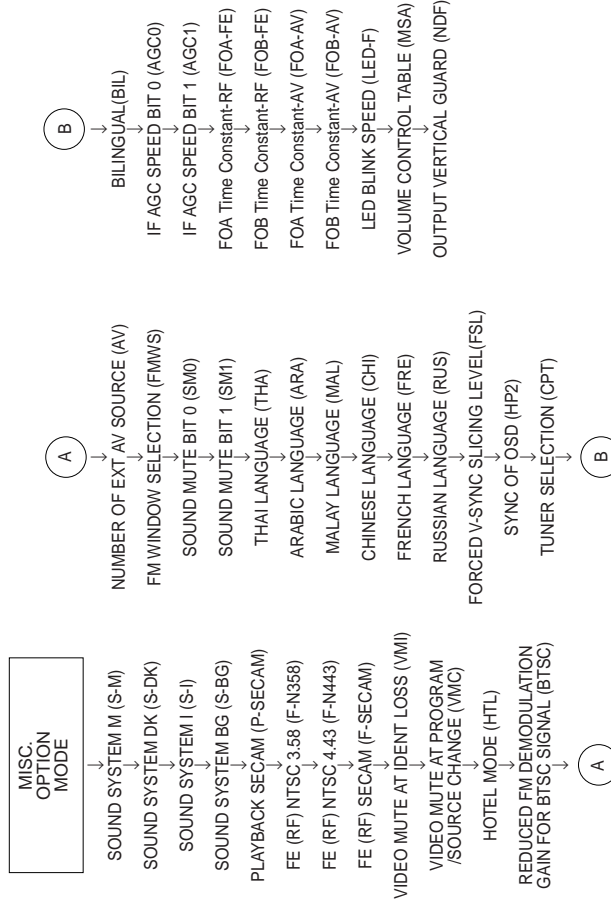 MISC.
OPTION
MODE
SOUND SYSTEM M (S-M)
SOUND SYSTEM DK (S-DK)
SOUND SYSTEM I (S-I)
SOUND SYSTEM BG (S-BG)
PLAYBACK SECAM (P-SECAM)
FE (RF) NTSC 3.58 (F-N358)
FE (RF) NTSC 4.43 (F-N443)
FE (RF) SECAM (F-SECAM)
VIDEO MUTE AT IDENT LOSS (VMI)
VIDEO MUTE AT PROGRAM
/SOURCE CHANGE (VMC)
HOTEL MODE (HTL)
REDUCED FM DEMODULATION
GAIN FOR BTSC SIGNAL (BTSC)
A
A
NUMBER OF EXT AV SOURCE (AV)
FM WINDOW SELECTION (FMWS)
SOUND MUTE BIT 0 (SM0)
SOUND MUTE BIT 1 (SM1)
THAI LANGUAGE (THA)
ARABIC LANGUAGE (ARA)
MALAY LANGUAGE (MAL)
CHINESE LANGUAGE (CHI)
FRENCH LANGUAGE (FRE)
RUSSIAN LANGUAGE (RUS)
FORCED V-SYNC SLICING LEVEL(FSL)
SYNC OF OSD (HP2)
TUNER SELECTION (CPT)
B
B
BILINGUAL(BIL)
IF AGC SPEED BIT 0 (AGC0)
IF AGC SPEED BIT 1 (AGC1)
FOA Time Constant-RF (FOA-FE)
FOB Time Constant-RF (FOB-FE)
FOA Time Constant-AV (FOA-AV)
FOB Time Constant-AV (FOB-AV)
LED BLINK SPEED (LED-F)
VOLUME CONTROL TABLE (MSA)
OUTPUT VERTICAL GUARD (NDF)